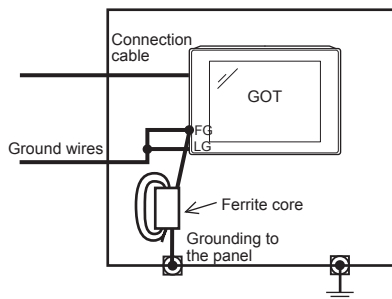 Connection
cable
GOT
FG
LG
Ground wires
Ferrite core
Grounding to
the panel